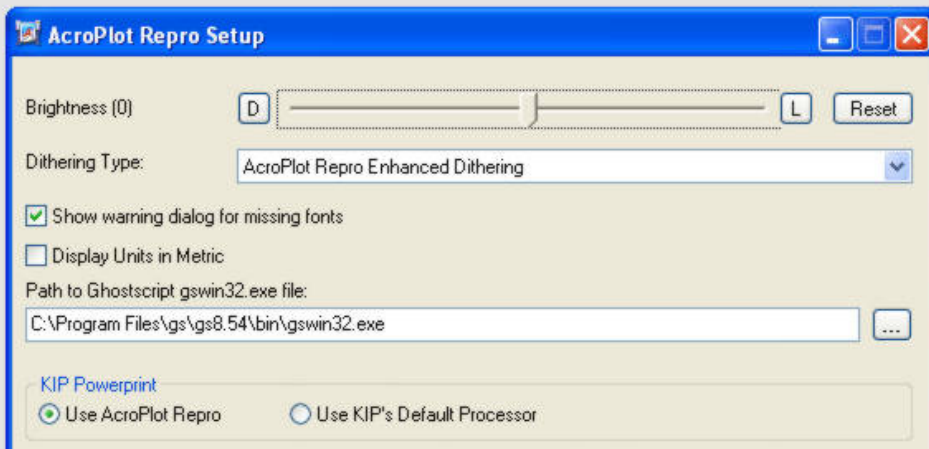 AcroPlot Repro Setup
Brightness (0) D L Reset
Dithering Type: AcroPlot Repro Enhanced Dithering
Show warning dialog for missing fonts
Display Units in Metric
Path to Ghostscript gswin32.exe file:
C:\Program Files\gs\gs8.54\bin\gswin32.exe ...
KIP Powerprint
Use AcroPlot Repro Use KIP's Default Processor